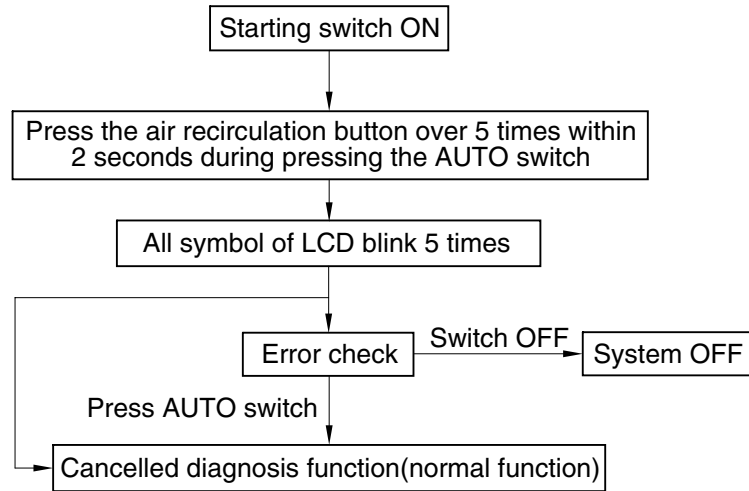 Starting switch ON
Press the air recirculation button over 5 times within
2 seconds during pressing the AUTO switch
All symbol of LCD blink 5 times
Error check
Switch OFF
System OFF
Press AUTO switch
Cancelled diagnosis function(normal function)